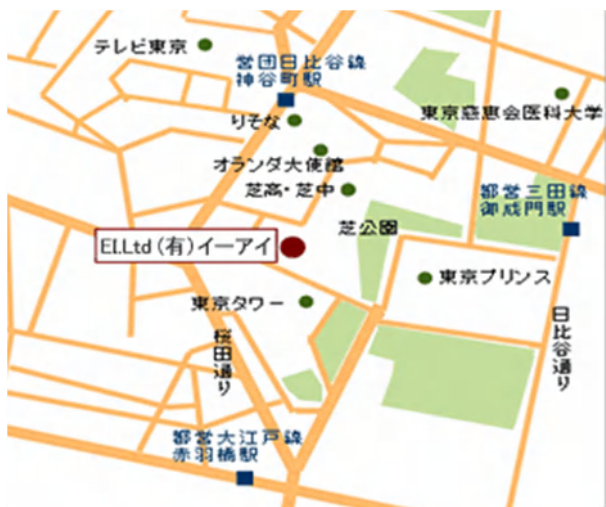 テレビ東京
営団日比谷線
神谷町駅
東京慈恵会医科大学
りそな
オランダ大使館
芝高・芝中
都営三田線
御成門駅
芝公園
EI.Ltd (有)イーアイ
東京プリンス
東京タワー
桜田通り
日比谷通り
都営大江戸線
赤羽橋駅